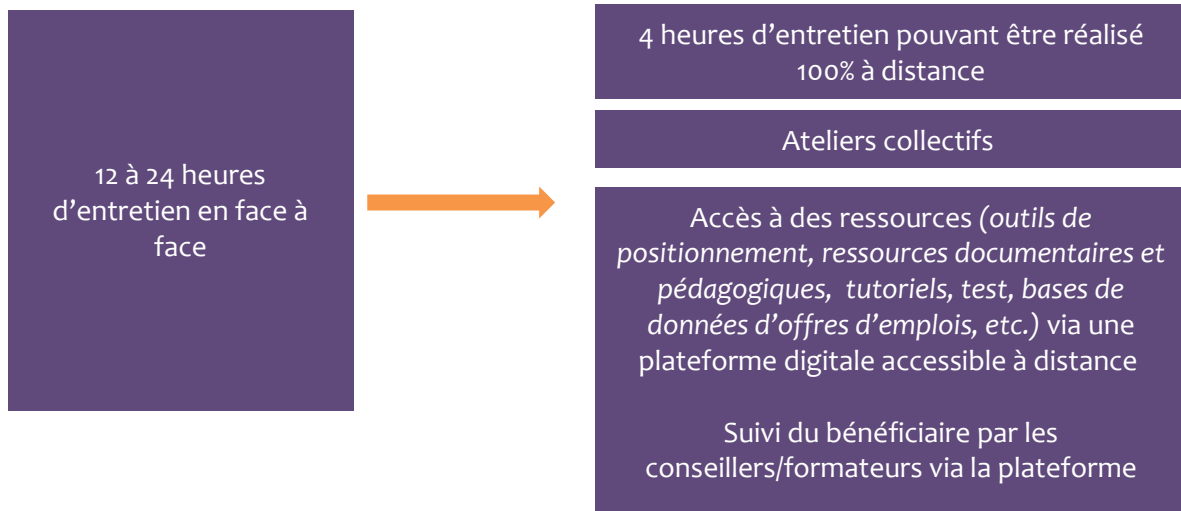 12 à 24 heures
d’entretien en face à
face
4 heures d’entretien pouvant être réalisé
100% à distance
Ateliers collectifs
Accès à des ressources (outils de
positionnement, ressources documentaires et
pédagogiques, tutoriels, test, bases de
données d’offres d’emplois, etc.) via une
plateforme digitale accessible à distance
Suivi du bénéficiaire par les
conseillers/formateurs via la plateforme